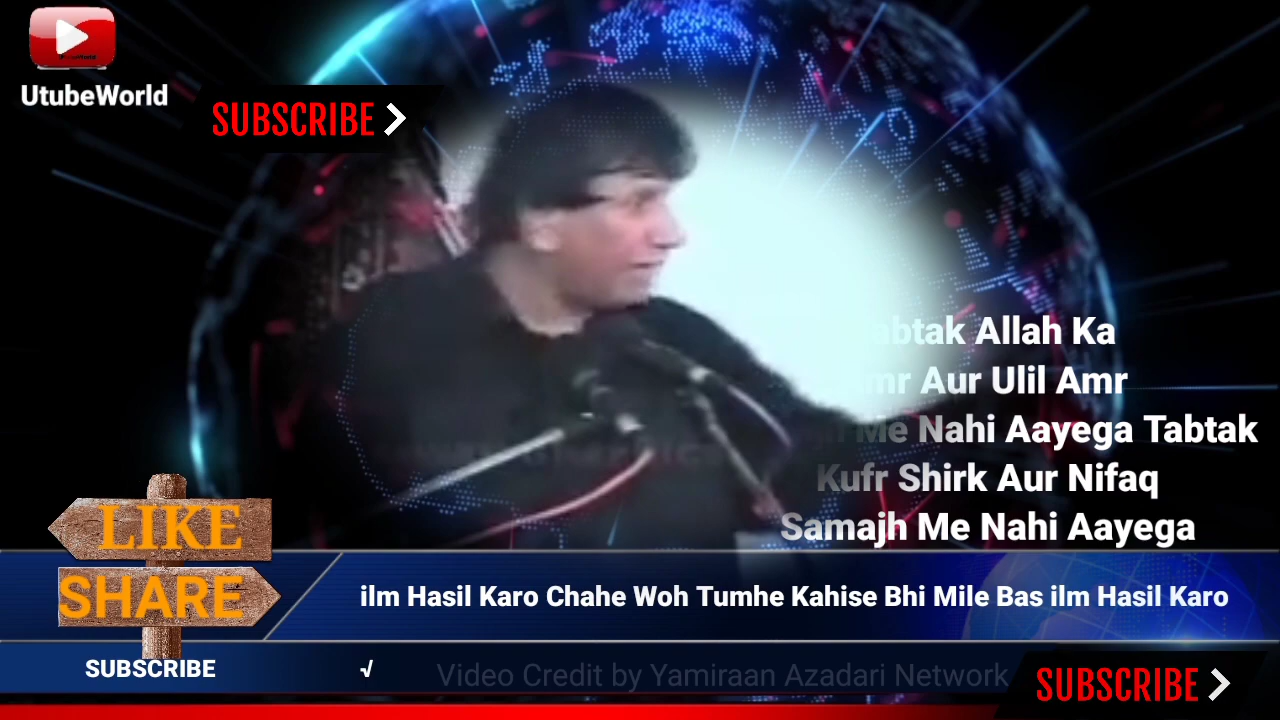 UtubeWorld
SUBSCRIBE
Allah Ka
Aur Ulil Amr
Me Nahi Aayega Tabtak
Kufr Shirk Aur Nifaq
Samajh Me Nahi Aayega
LIKE
SHARE
ilm Hasil Karo Chahe Woh Tumhe Kahise Bhi Mile Bas ilm Hasil Karo
SUBSCRIBE √ Video Credit by Yamiraan Azadari Network
SUBSCRIBE